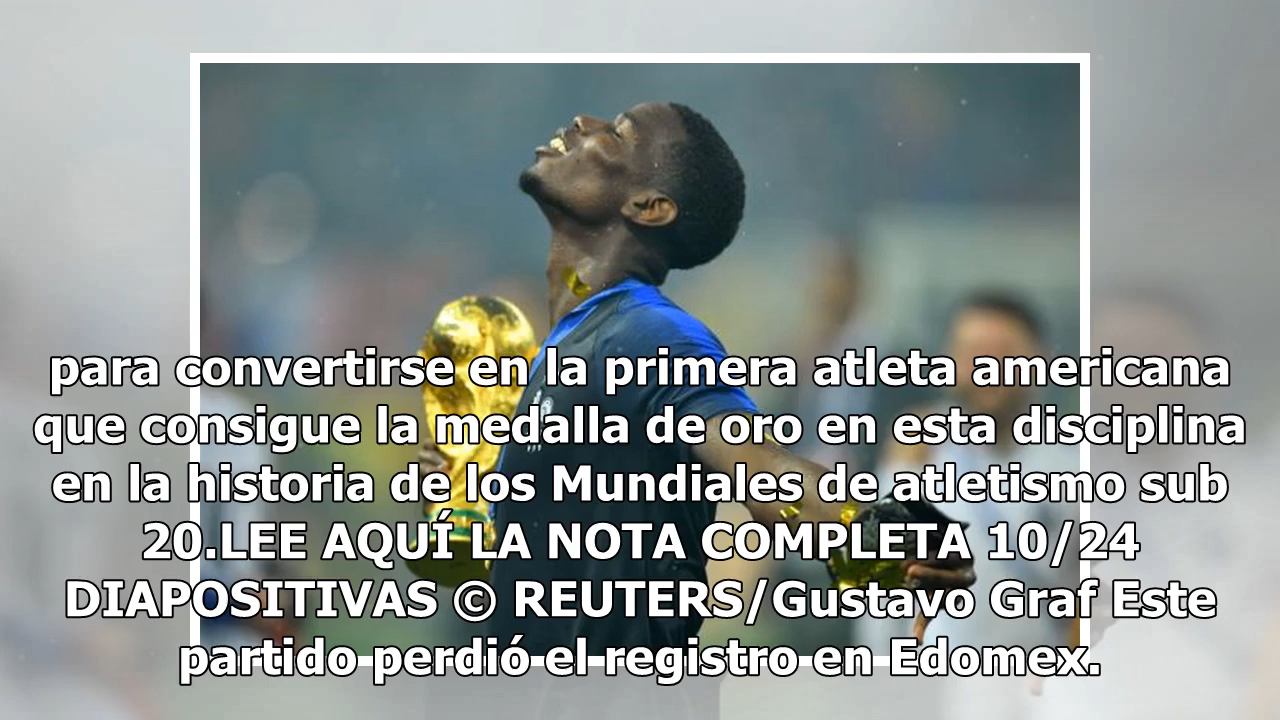 para convertirse en la primera atleta americana
que consigue la medalla de oro en esta disciplina
en la historia de los Mundiales de atletismo sub
20.LEE AQUÍ LA NOTA COMPLETA 10/24
DIAPOSITIVAS © REUTERS/Gustavo Graf Este
partido perdió el registro en Edomex.